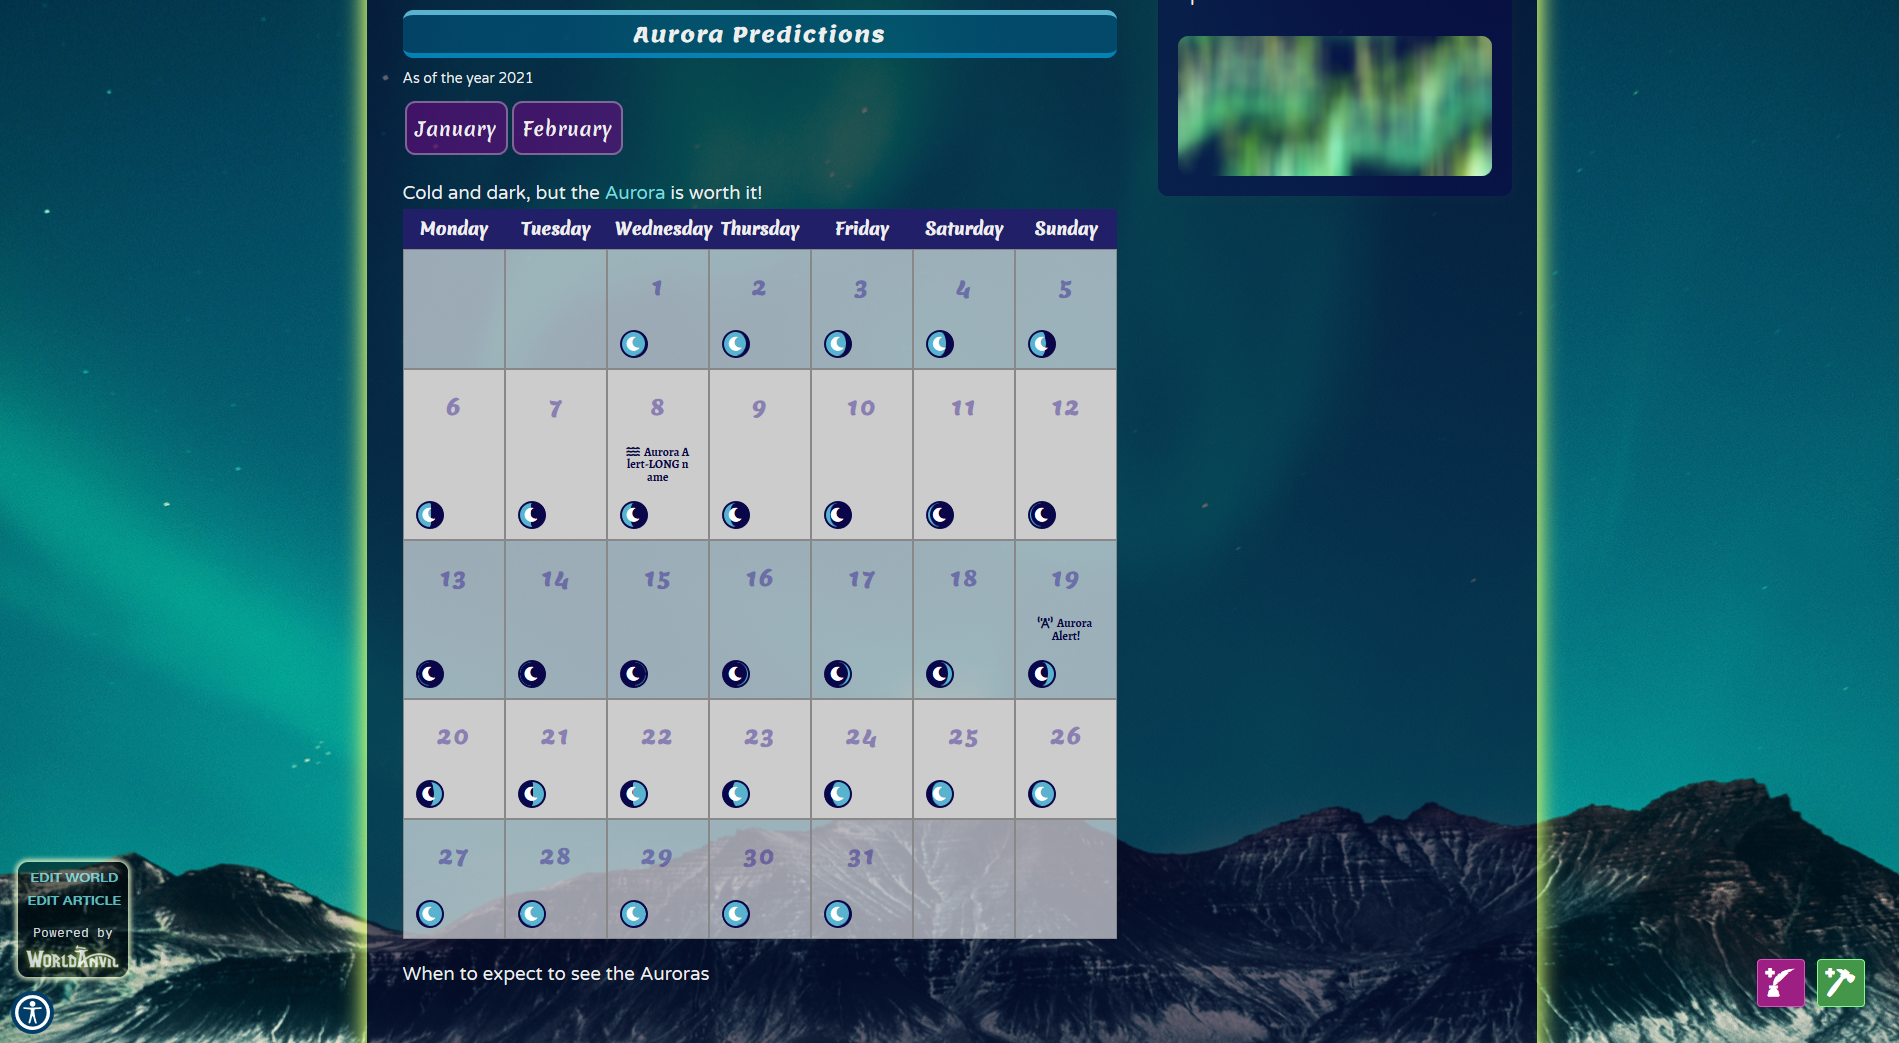 Aurora Predictions
As of the year 2021
January February
Cold and dark, but the Aurora is worth it!
Monday Tuesday Wednesday Thursday Friday Saturday Sunday
1 2 3 4 5
6 7 8 9 10 11 12
Aurora A
lert-LONG n
ame
13 14 15 16 17 18 19
Aurora
Alert!
20 21 22 23 24 25 26
27 28 29 30 31
When to expect to see the Auroras
EDIT WORLD
EDIT ARTICLE
Powered by
WORLDANVIL